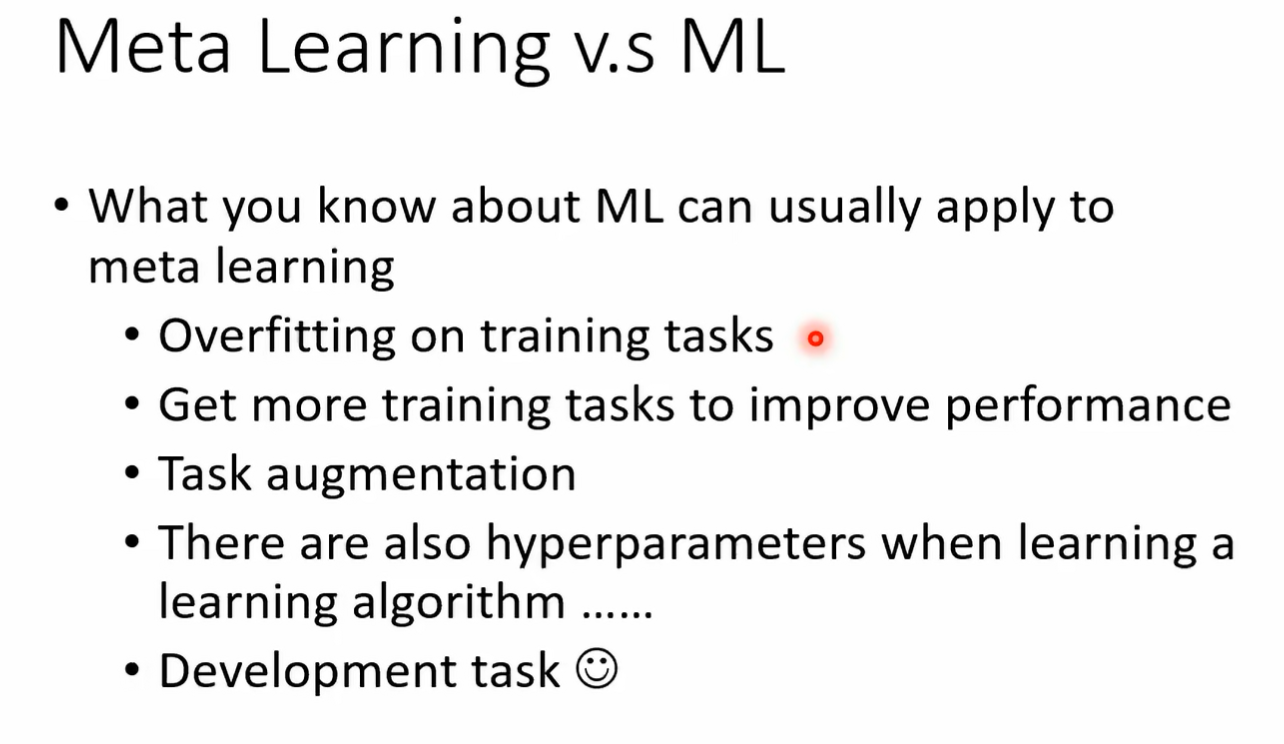 Meta Learning v.s ML
• What you know about ML can usually apply to
meta learning
• Overfitting on training tasks
• Get more training tasks to improve performance
• Task augmentation
• There are also hyperparameters when learning a
learning algorithm ......
• Development task ☺